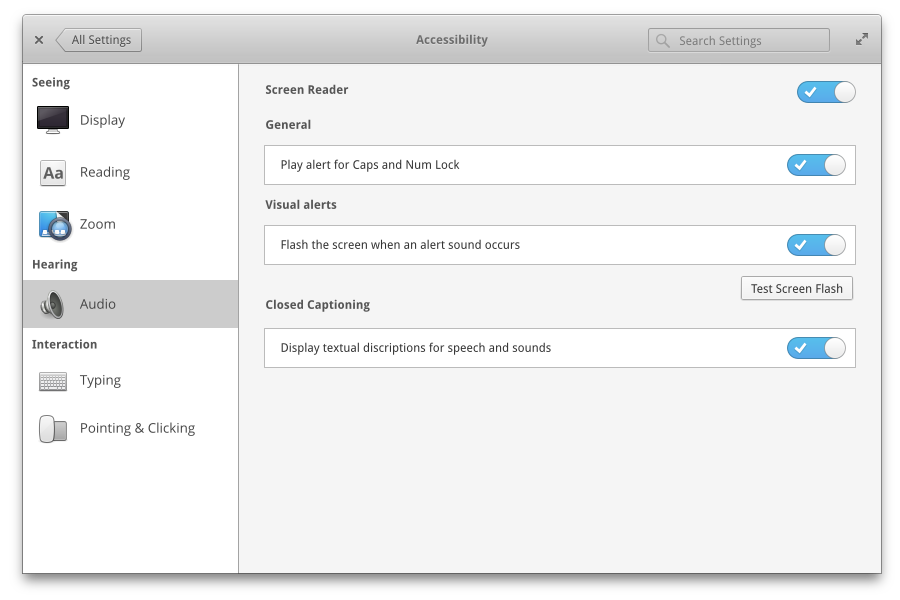 All Settings
Accessibility
Search Settings
Seeing
Display
Aa
Reading
Zoom
Hearing
Audio
Interaction
Typing
Pointing & Clicking
Screen Reader
General
Play alert for Caps and Num Lock
Visual alerts
Flash the screen when an alert sound occurs
Test Screen Flash
Closed Captioning
Display textual discriptions for speech and sounds